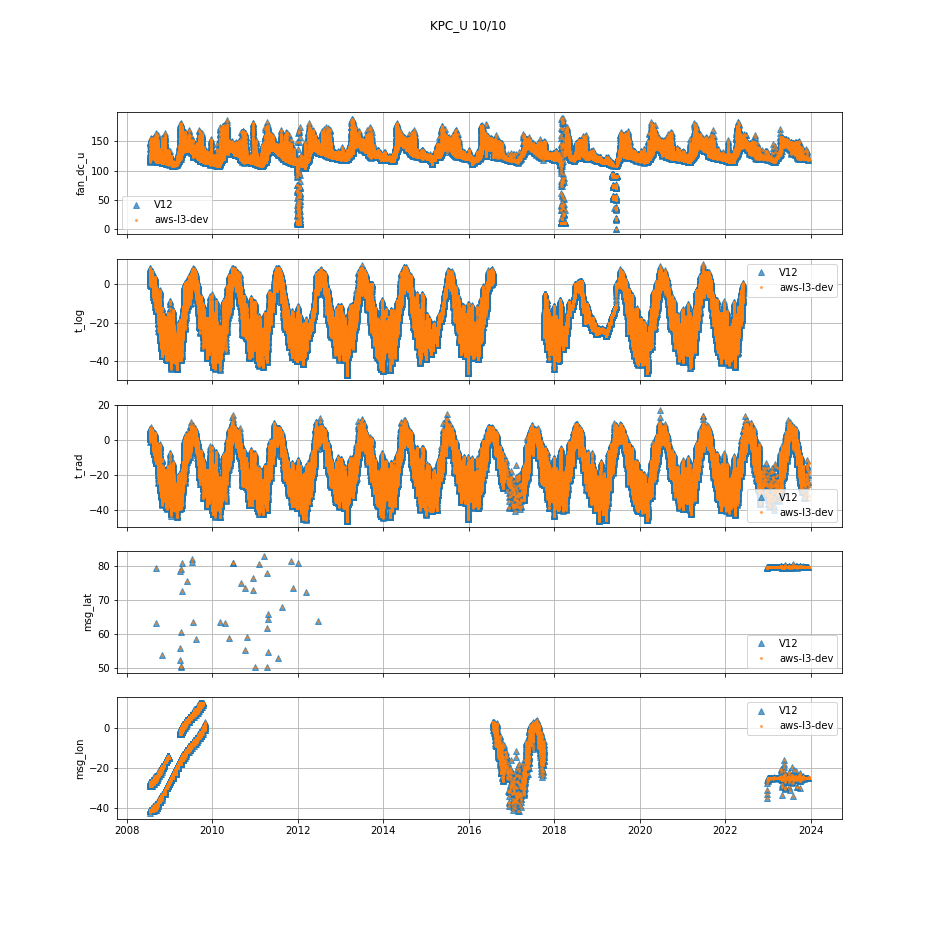 KPC_U 10/10
fan_dc_u
150
100
50
0
V12
aws-l3-dev
t_log
0
−20
−40
V12
aws-l3-dev
t_rad
20
0
−20
−40
V12
aws-l3-dev
msg_lat
80
70
60
50
V12
aws-l3-dev
msg_lon
0
−20
−40
V12
aws-l3-dev
2008 2010 2012 2014 2016 2018 2020 2022 2024